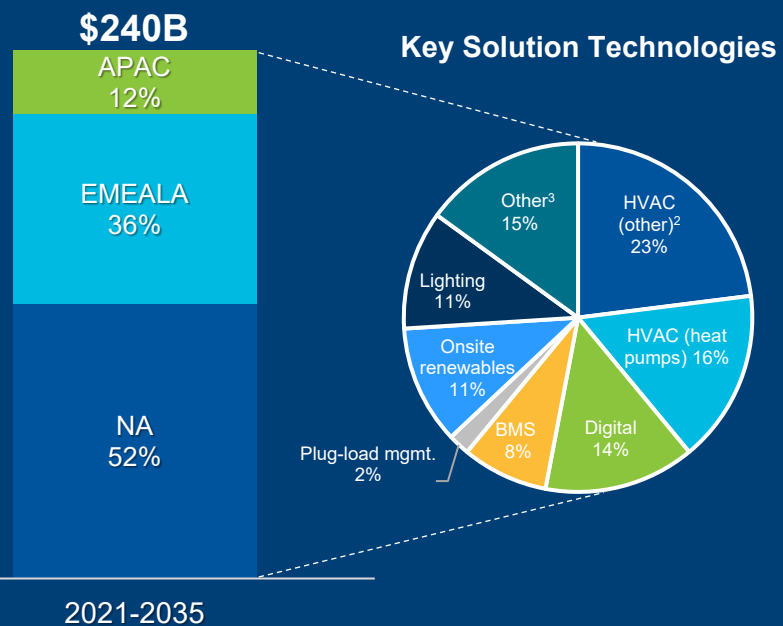 $240B
APAC
12%
EMEALA
36%
NA
52%
2021-2035
Key Solution Technologies
HVAC
(other)²
23%
HVAC (heat
pumps) 16%
Digital
14%
BMS
8%
Plug-load mgmt.
2%
Onsite
renewables
11%
Lighting
11%
Other³
15%